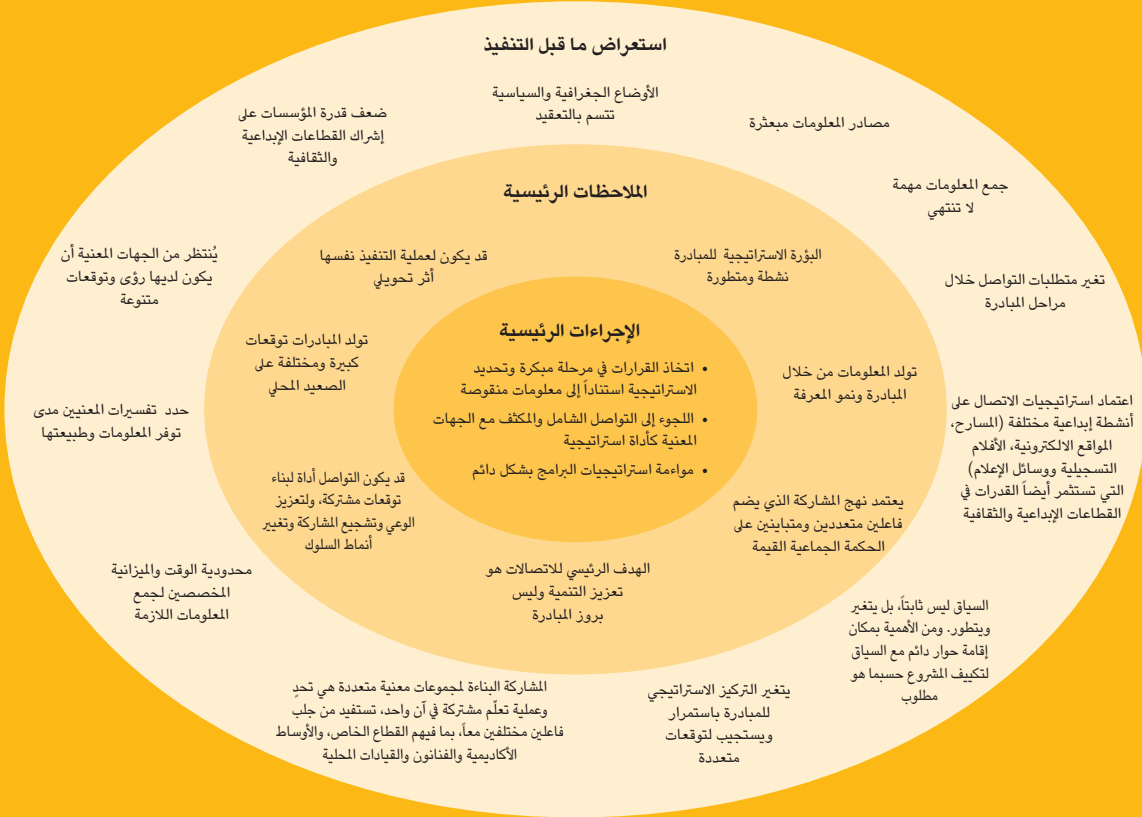 استعراض ما قبل التنفيذ
الأوضاع الجغرافية والسياسية
تتسم بالتعقيد
مصادر المعلومات مبعثرة
جمع المعلومات مهمة
لا تنتهي
تغير متطلبات التواصل خلال
مراحل المبادرة
اعتماد استراتيجيات الاتصال على
أنشطة إبداعية مختلفة (المسارح،
المواقع الالكترونية، الأفلام
التسجيلية ووسائل الإعلام)
التي تستثمر أيضاً القدرات في
القطاعات الإبداعية والثقافية
السياق ليس ثابتاً، بل يتغير
ويتطور. ومن الأهمية بمكان
إقامة حوار دائم مع السياق
لتكييف المشروع حسبما هو
مطلوب
يتغير التركيز الاستراتيجي
للمبادرة باستمرار
ويستجيب لتوقعات
متعددة
المشاركة البناءة لمجموعات معنية متعددة هي تحدٍ
وعملية تعلّم مشتركة في آن واحد، تستفيد من جلب
فاعلين مختلفين معاً، بما فيهم القطاع الخاص، والأوساط
الأكاديمية والفنانون والقيادات المحلية
محدودية الوقت والميزانية
المخصصين لجمع
المعلومات اللازمة
حدد تفسيرات المعنيين مدى
توفر المعلومات وطبيعتها
يُنتظر من الجهات المعنية أن
يكون لديها رؤى وتوقعات
متنوعة
ضعف قدرة المؤسسات على
إشراك القطاعات الإبداعية
والثقافية
الملاحظات الرئيسية
البؤرة الاستراتيجية للمبادرة
نشطة ومتطورة
تولد المعلومات من خلال
المبادرة ونمو المعرفة
يعتمد نهج المشاركة الذي يضم
فاعلين متعددين ومتباينين على
الحكمة الجماعية القيمة
الهدف الرئيسي للاتصالات هو
تعزيز التنمية وليس
بروز المبادرة
قد يكون التواصل أداة لبناء
توقعات مشتركة، ولتعزيز
الوعي وتشجيع المشاركة وتغيير
أنماط السلوك
تولد المبادرات توقعات
كبيرة ومختلفة على
الصعيد المحلي
قد يكون لعملية التنفيذ نفسها
أثر تحويلي
الإجراءات الرئيسية
• اتخاذ القرارات في مرحلة مبكرة وتحديد
الاستراتيجية استناداً إلى معلومات منقوصة
• اللجوء إلى التواصل الشامل والمكثف مع الجهات
المعنية كأداة استراتيجية
• مواءمة استراتيجيات البرامج بشكل دائم